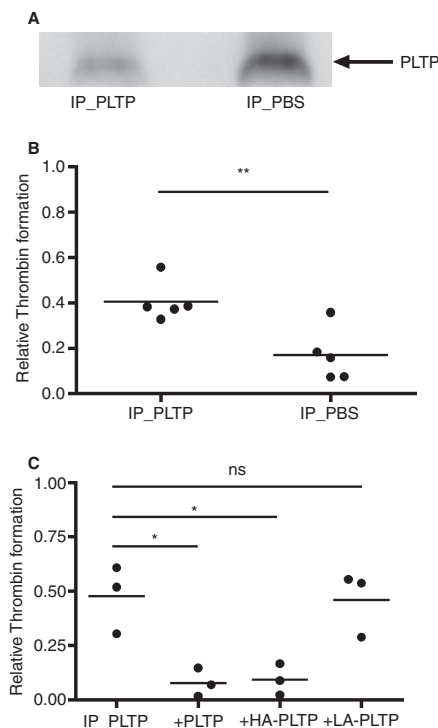 A
PLTP
IP_PLTP IP_PBS
B
Relative Thrombin formation
1.0
0.8
0.6
0.4
0.2
0.0
**
IP_PLTP IP_PBS
C
Relative Thrombin formation
1.00
0.75
0.50
0.25
0.00
ns
*
*
IP_PLTP +PLTP +HA-PLTP +LA-PLTP